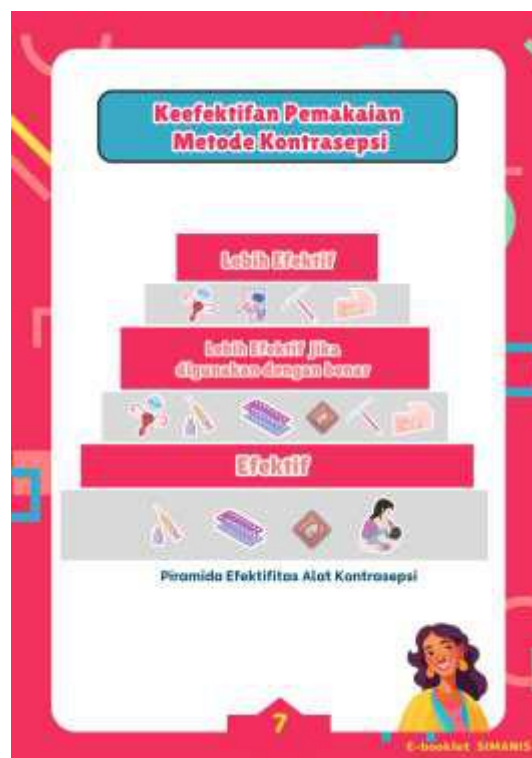 Keefektifan Pemakaian
Metode Kontrasepsi
Lebih Efektif
Lebih Efektif jika
digunakan dengan benar
Efektif
Piramida Efektifitas Alat Kontrasepsi
7
E-booklet SIMANIS